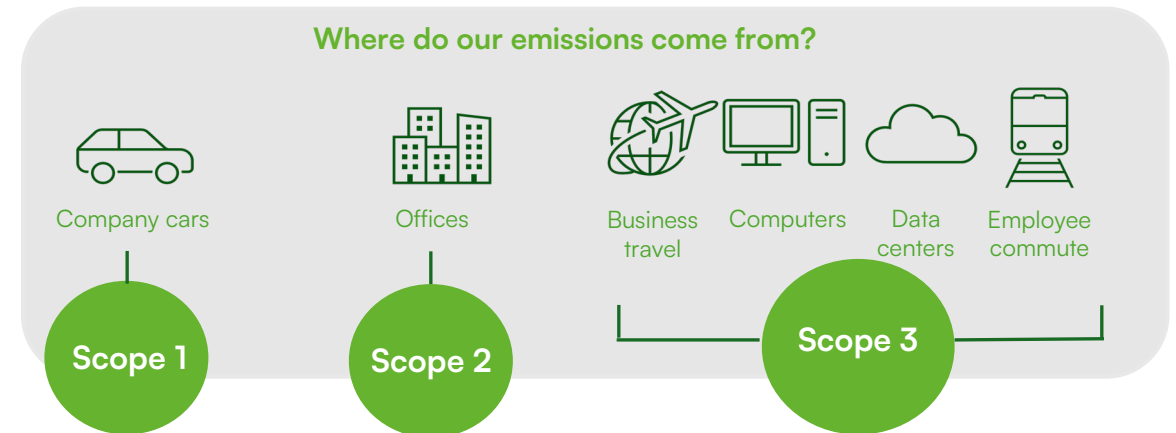 Where do our emissions come from?
Company cars
Offices
Business
travel
Computers
Data
centers
Employee
commute
Scope 1
Scope 2
Scope 3